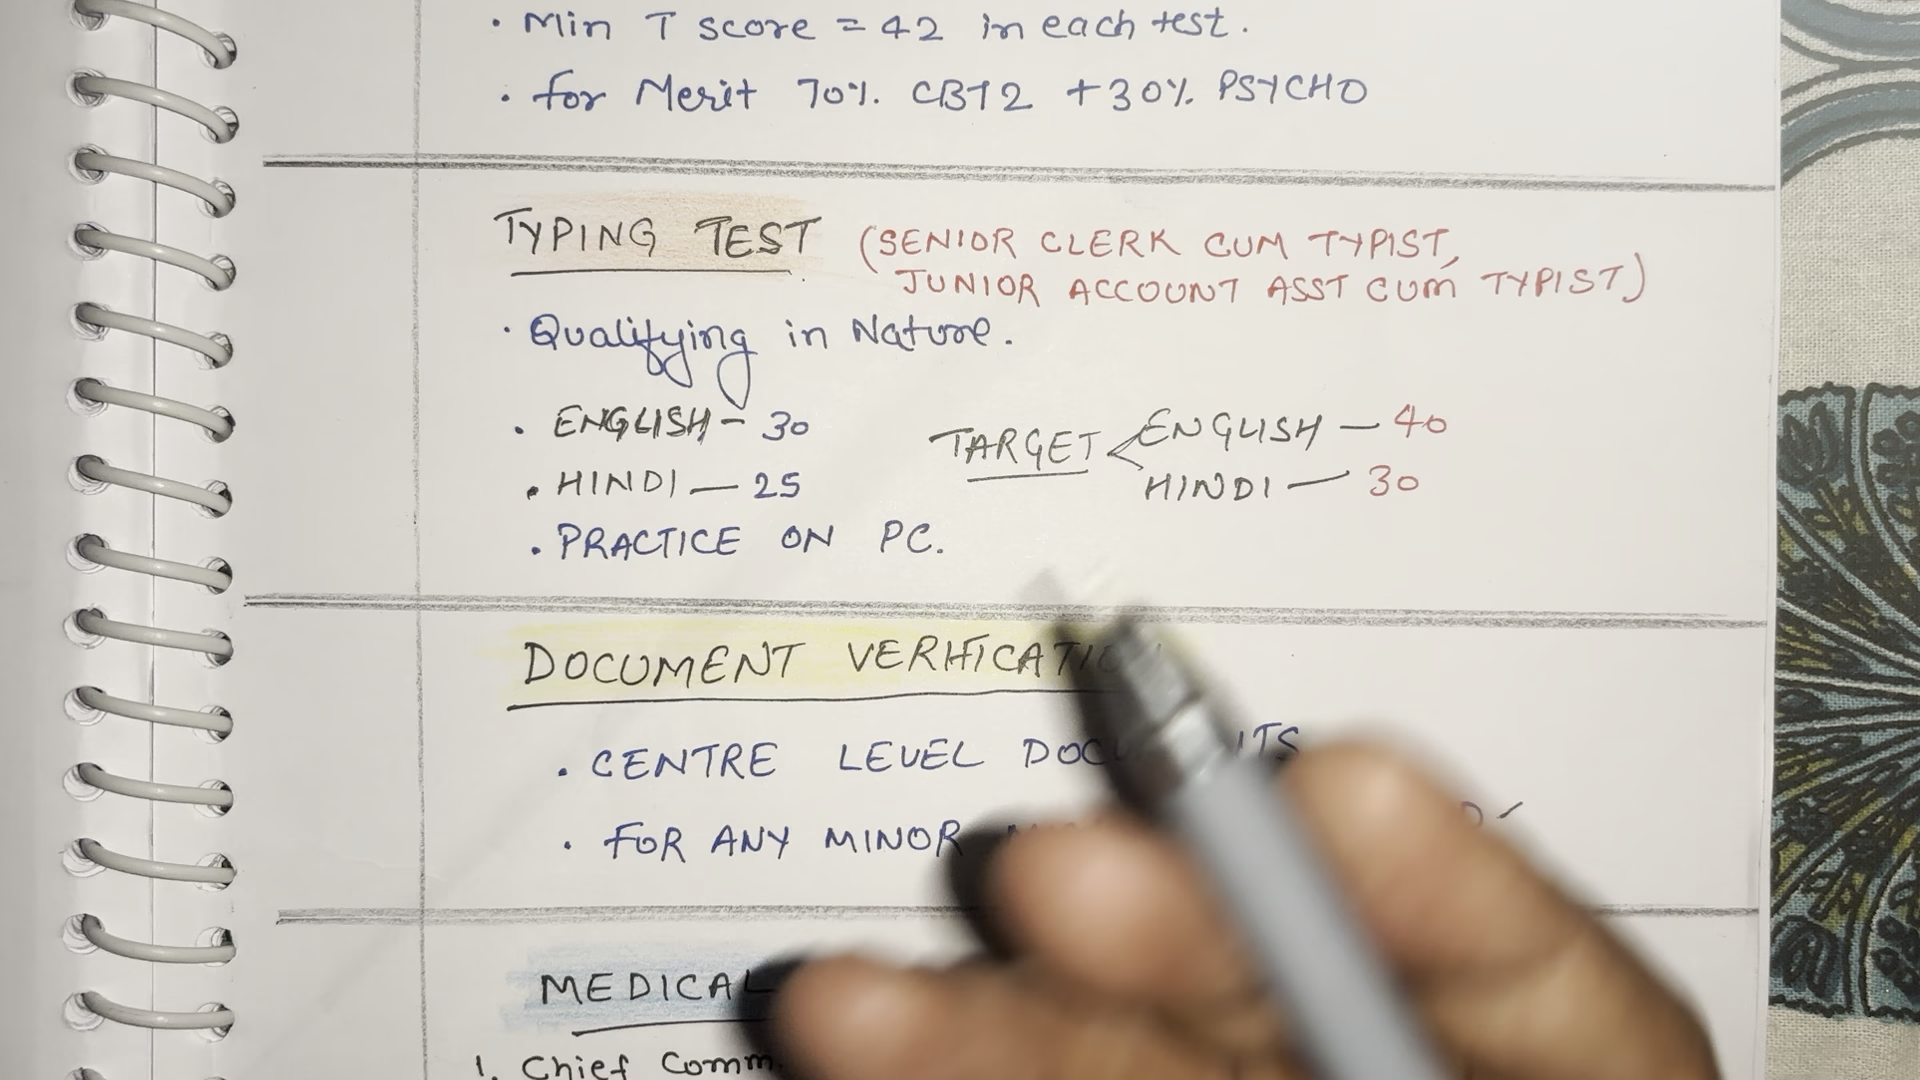 · Min T score = 42 in each test.
· for Merit 70%. CBT2 +30%. PSYCHO
TYPING TEST (SENIOR CLERK CUM TYPIST,
JUNIOR ACCOUNT ASST CUM TYPIST)
· Qualifying in Nature.
· ENGLISH - 30
TARGET < ENGLISH - 40
· HINDI - 25
HINDI - 30
· PRACTICE ON PC.
DOCUMENT
· CENTRE LEVEL
· FOR ANY MINOR
MEDICAL
1. Chief